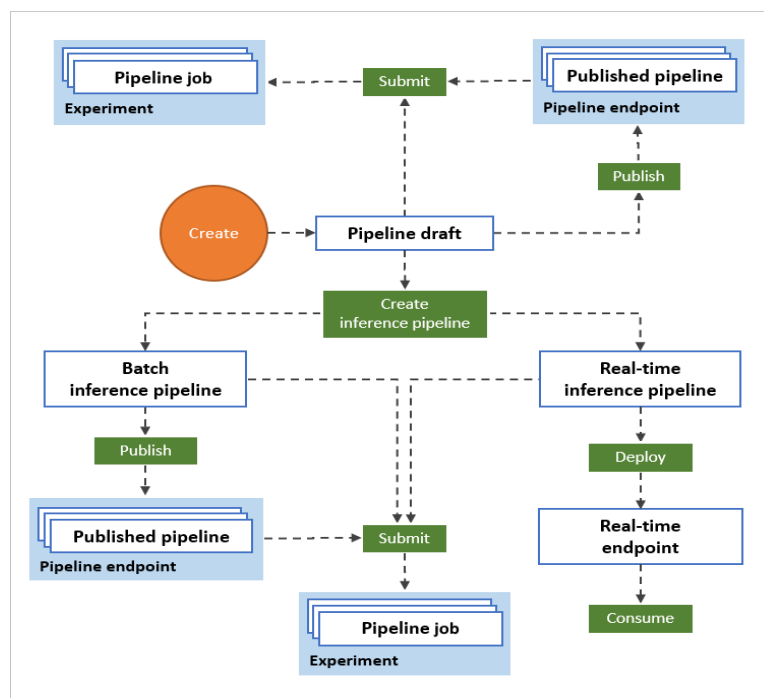 Pipeline job
Experiment
Submit
Published pipeline
Pipeline endpoint
Publish
Create
Pipeline draft
Create
inference pipeline
Batch
inference pipeline
Real-time
inference pipeline
Publish
Deploy
Published pipeline
Pipeline endpoint
Submit
Real-time
endpoint
Pipeline job
Experiment
Consume